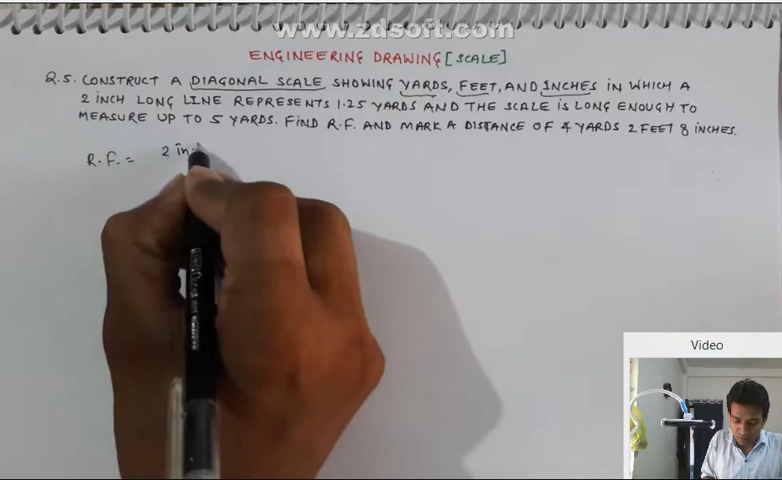 www.zdsoft.com
ENGINEERING DRAWING [SCALE]
Q.5. CONSTRUCT A DIAGONAL SCALE SHOWING YARDS, FEET, AND INCHES IN WHICH A
2 INCH LONG LINE REPRESENTS 1.25 YARDS AND THE SCALE IS LONG ENOUGH TO
MEASURE UP TO 5 YARDS. FIND R.F. AND MARK A DISTANCE OF 4 YARDS 2 FEET 8 INCHES.
R.F. = 2 in
Video